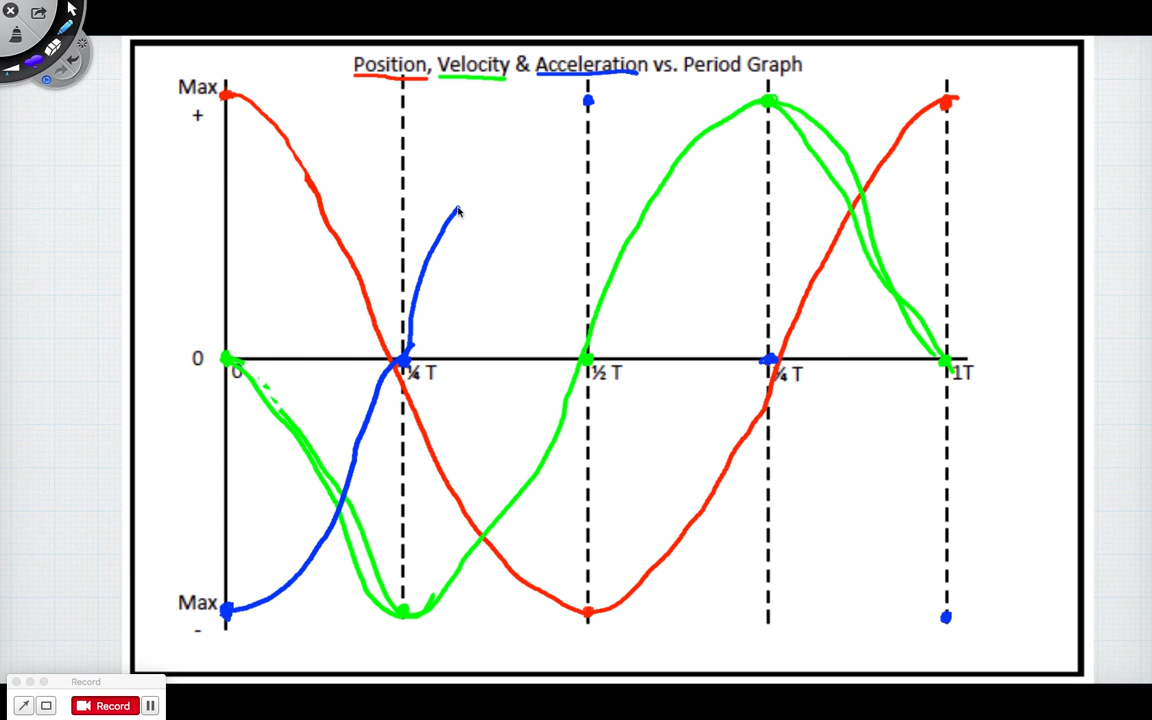 Position, Velocity & Acceleration vs. Period Graph
Max
+
0
0
¼ T
½ T
¾ T
1T
Max
-
Record
Record